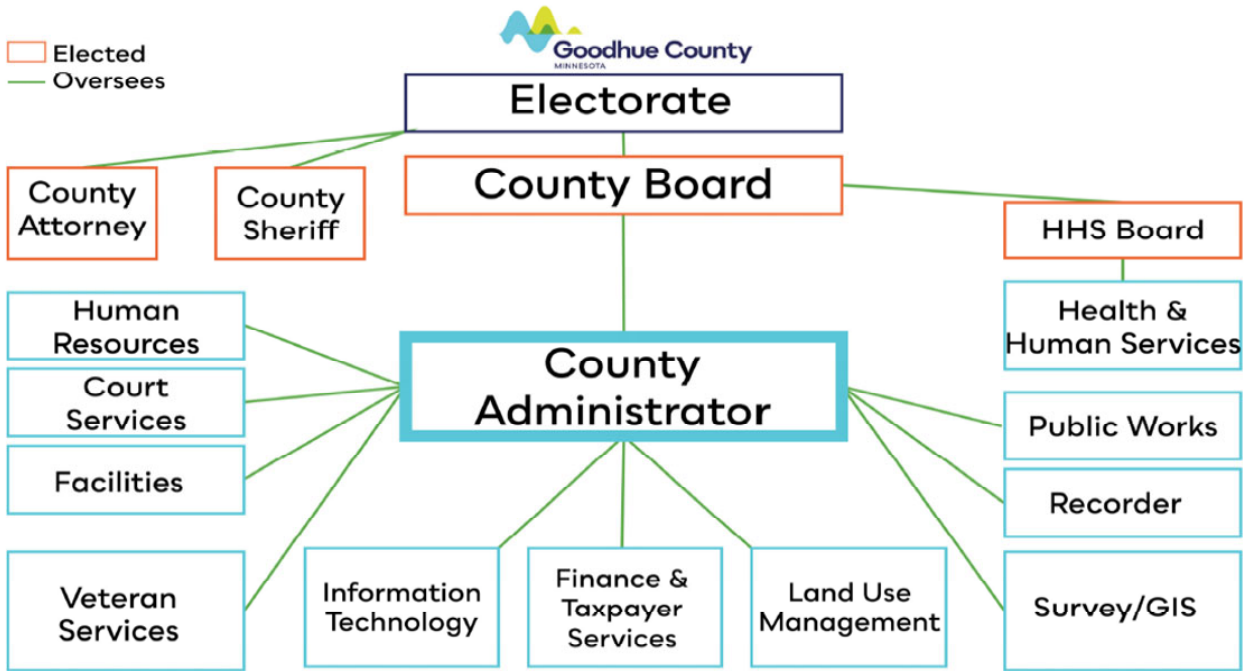 Elected
Oversees
Goodhue County
MINNESOTA
Electorate
County
Attorney
County
Sheriff
County Board
HHS Board
Human
Resources
Court
Services
Facilities
Veteran
Services
County
Administrator
Health &
Human Services
Public Works
Recorder
Survey/GIS
Information
Technology
Finance &
Taxpayer
Services
Land Use
Management